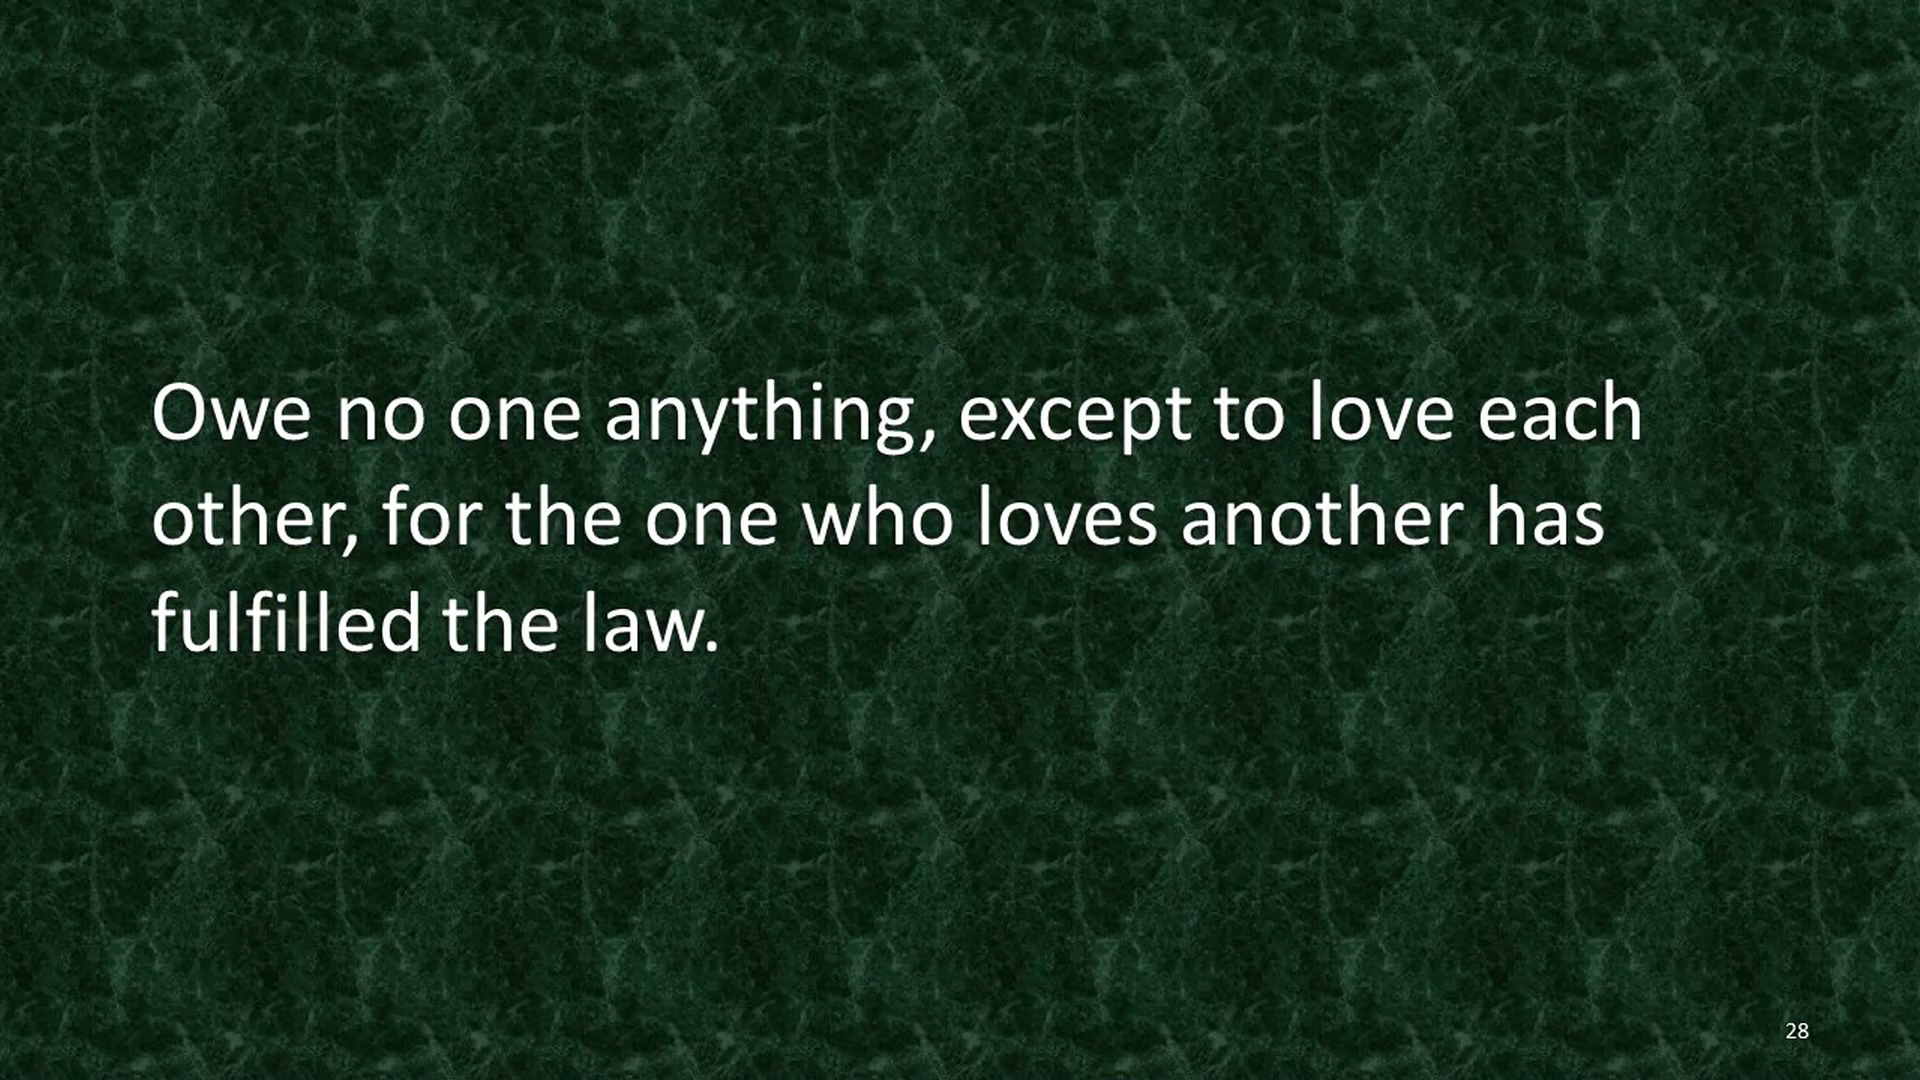 Owe no one anything, except to love each
other, for the one who loves another has
fulfilled the law.
28